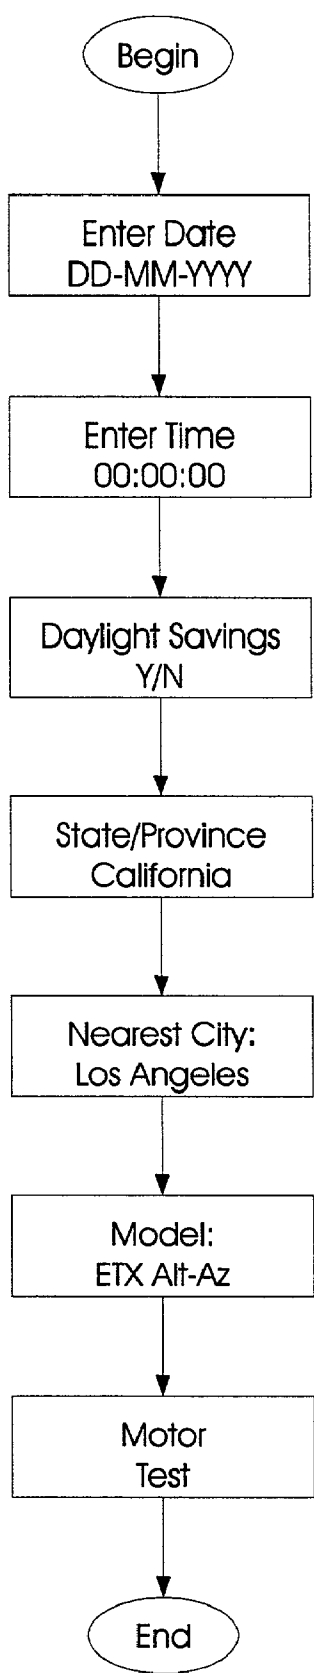 Begin
Enter Date
DD-MM-YYYY
Enter Time
00:00:00
Daylight Savings
Y/N
State/Province
California
Nearest City:
Los Angeles
Model:
ETX Alt-Az
Motor
Test
End